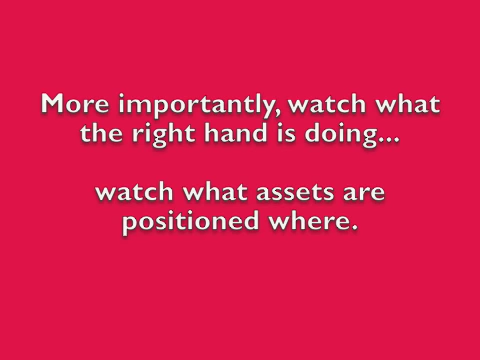 More importantly, watch what
the right hand is doing...
watch what assets are
positioned where.